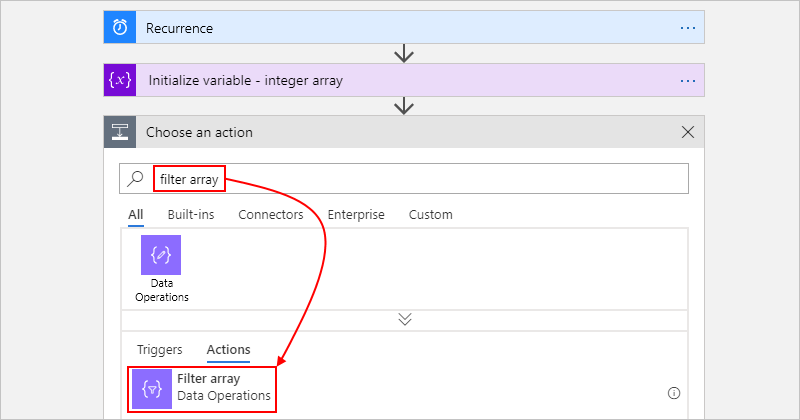 Recurrence
{x} Initialize variable - integer array
Choose an action
filter array
All Built-ins Connectors Enterprise Custom
Data
Operations
Triggers Actions
Filter array
Data Operations